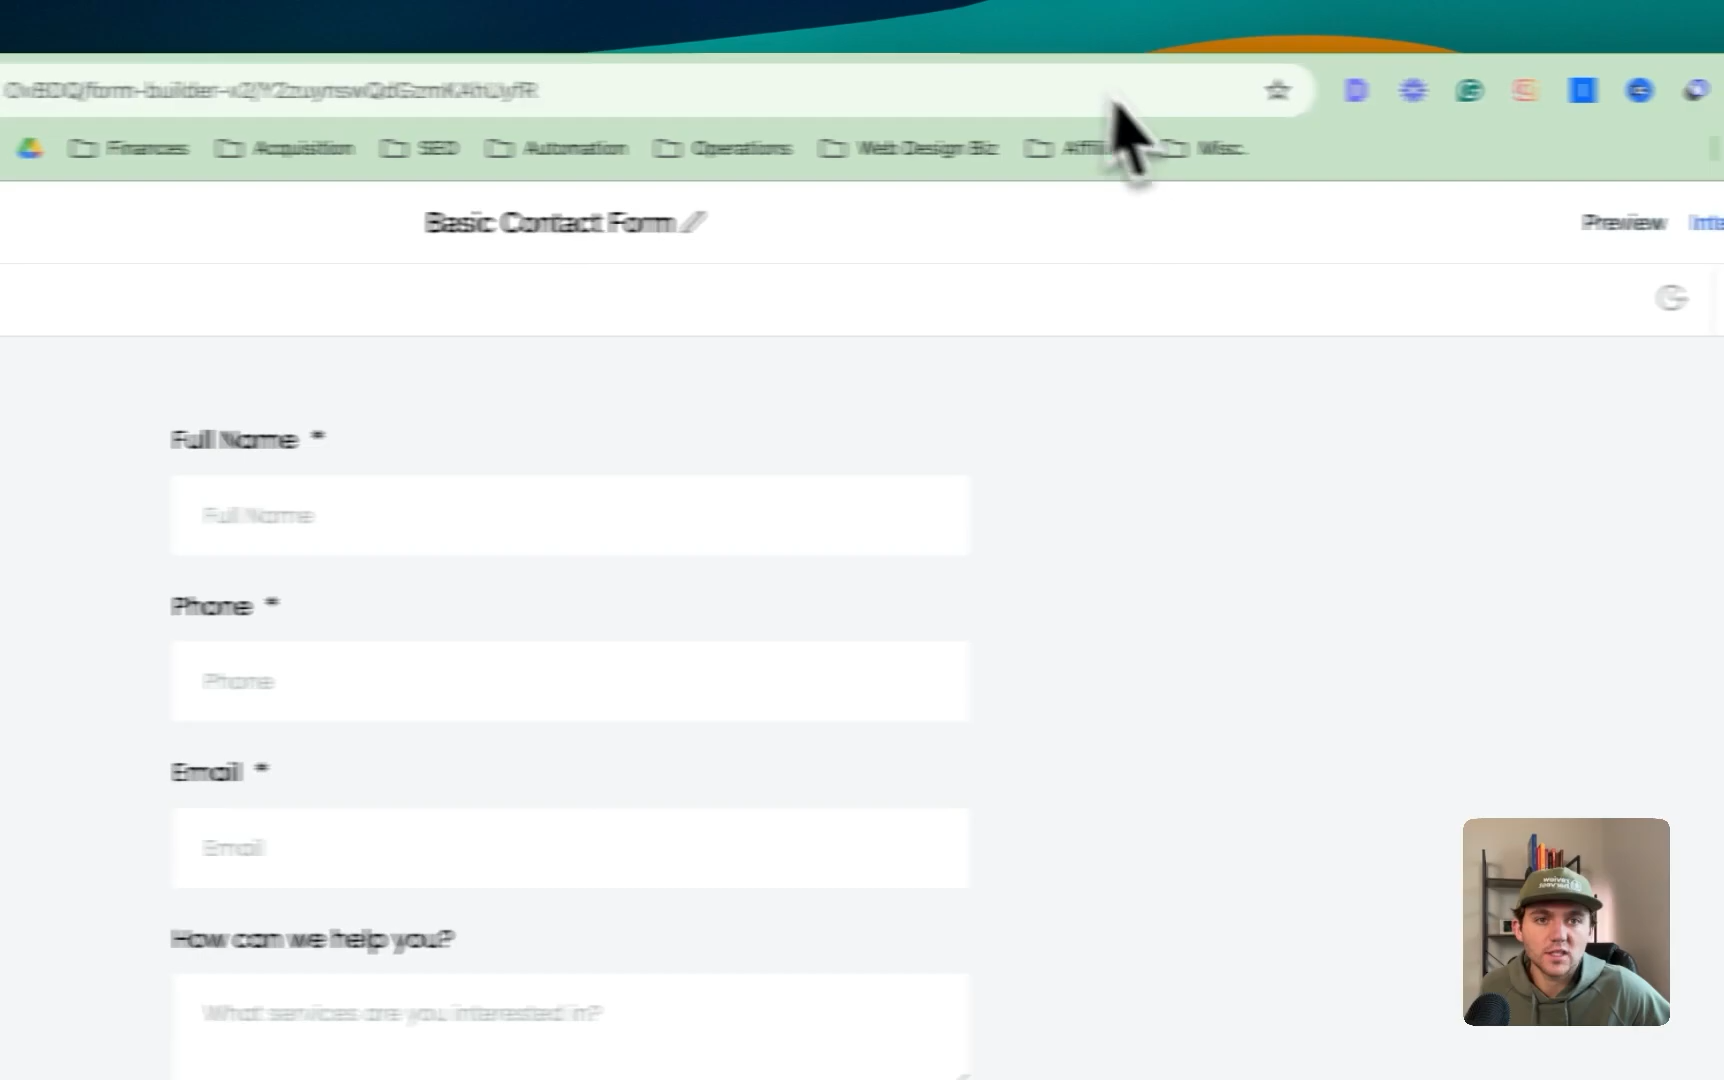 Finances Acquisition SEO Automation Operations Web Design Biz Misc.
Basic Contact Form Preview
Full Name *
Full Name
Phone *
Phone
Email *
Email
How can we help you?
What services are you interested in?